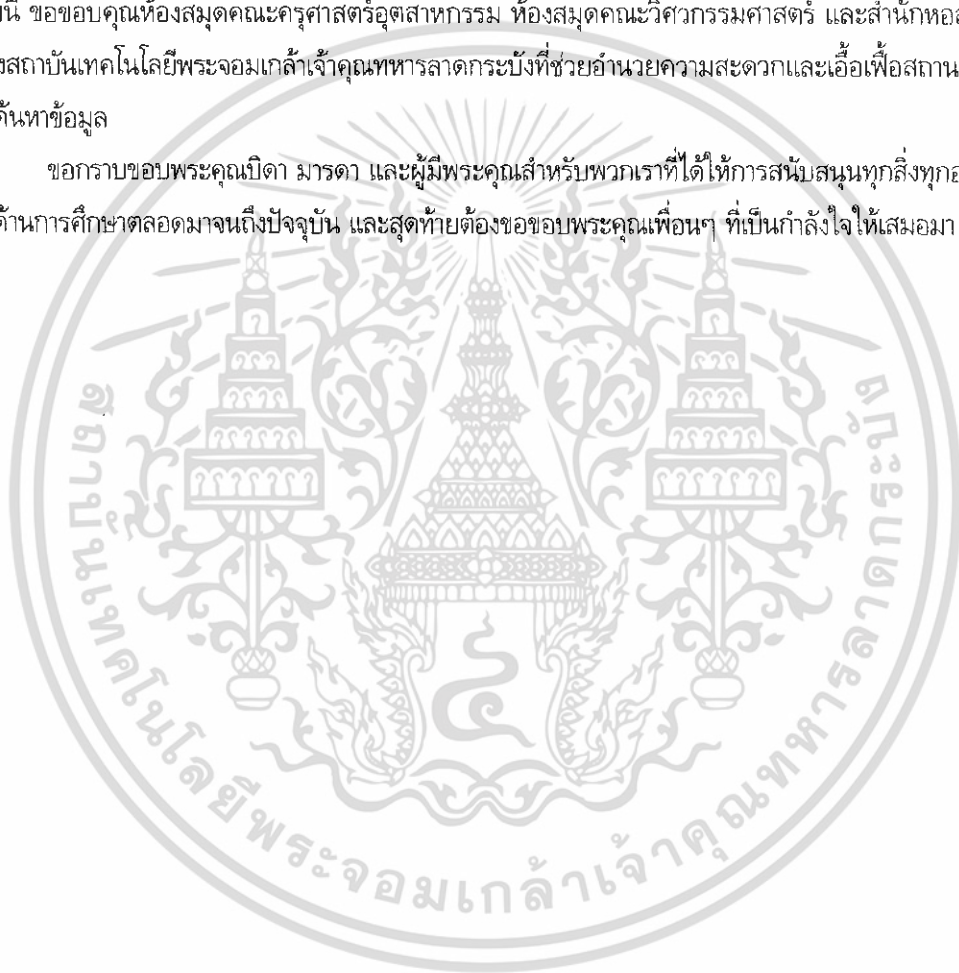 ขอขอบคุณห้องสมุดคณะครุศาสตร์อุตสาหกรรม ห้องสมุดคณะวิศวกรรมศาสตร์ และสำนักหอส
งสถาบันเทคโนโลยีพระจอมเกล้าเจ้าคุณทหารลาดกระบังที่ช่วยอำนวยความสะดวกและเอื้อเฟื้อสถาน
ค้นหาข้อมูล
ขอกราบขอบพระคุณบิดา มารดา และผู้มีพระคุณสำหรับพวกเราที่ได้ให้การสนับสนุนทุกสิ่งทุกอ
ด้านการศึกษาตลอดมาจนถึงปัจจุบัน และสุดท้ายต้องขอขอบพระคุณเพื่อนๆ ที่เป็นกำลังใจให้เสมอมา
สถาบันเทคโนโลยีพระจอมเกล้าเจ้าคุณทหารลาดกระบัง
๔